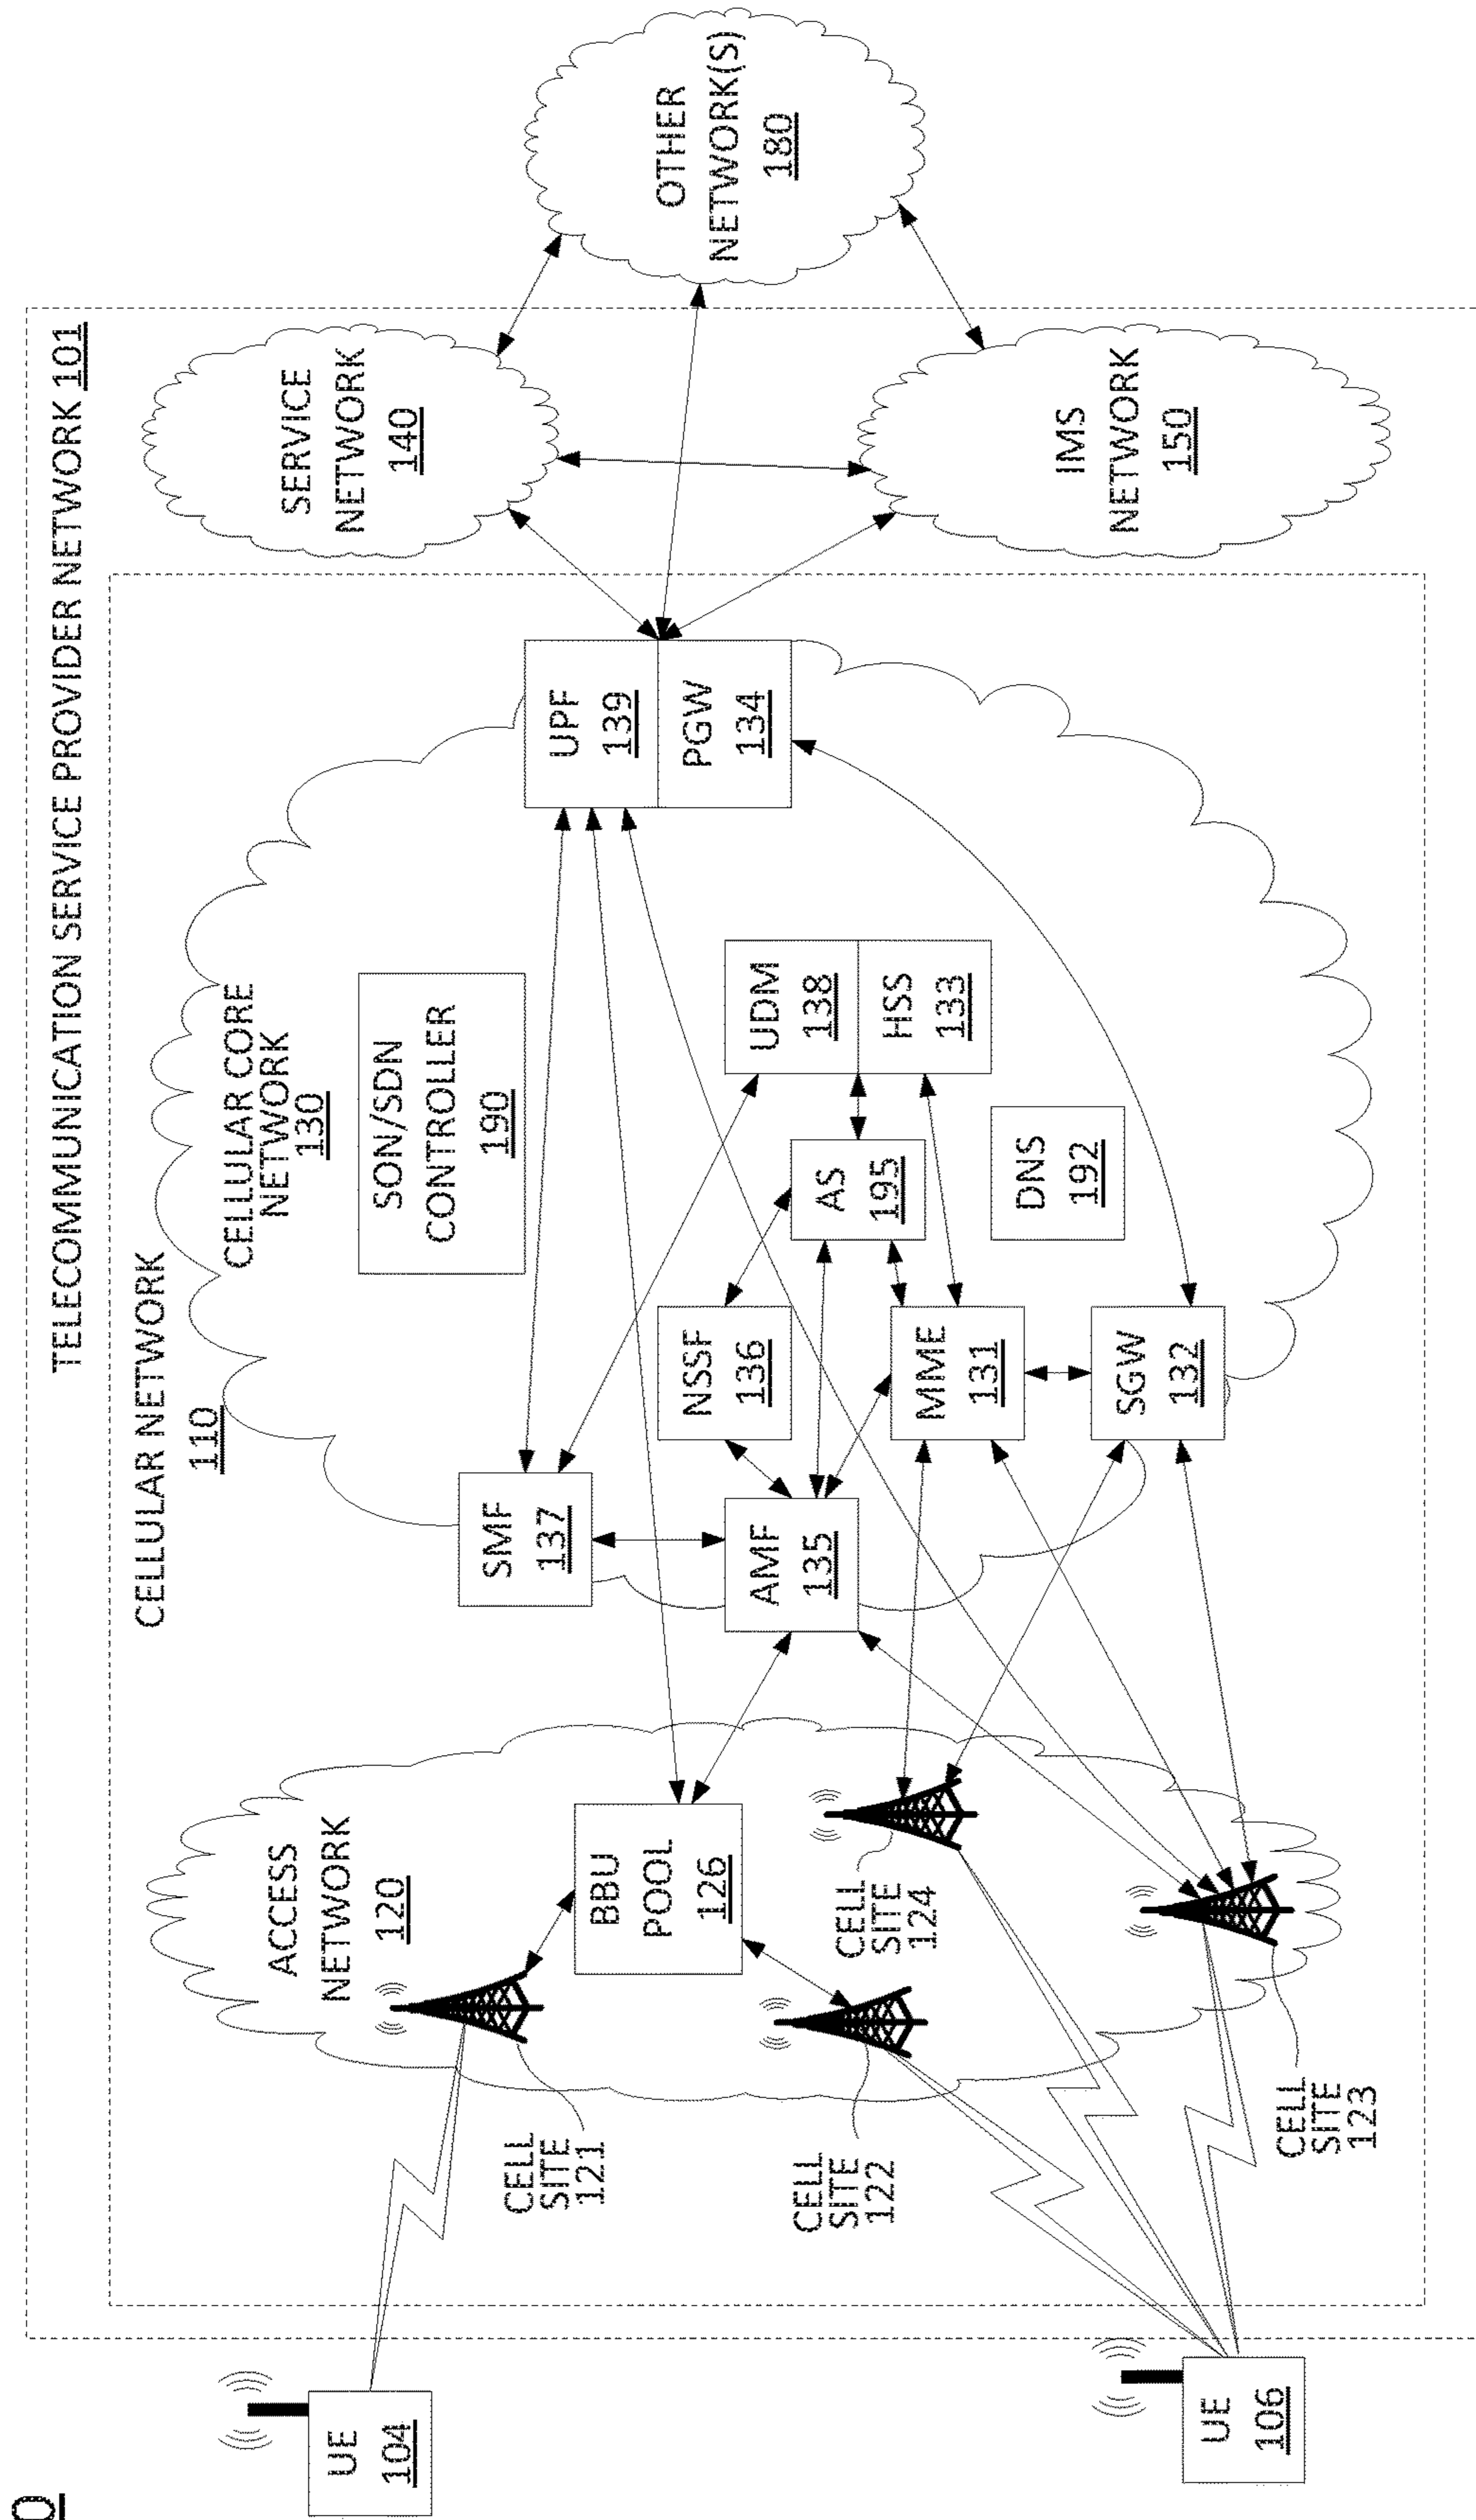 TELECOMMUNICATION SERVICE PROVIDER NETWORK 101
CELLULAR NETWORK
110
ACCESS
NETWORK
120
CELLULAR CORE
NETWORK
130
SERVICE
NETWORK
140
OTHER
NETWORK(S)
180
IMS
NETWORK
150
SON/SDN
CONTROLLER
190
SMF
137
UPF
139
PGW
134
UE
104
CELL
SITE
121
BBU
POOL
126
AMF
135
NSSF
136
AS
195
UDM
138
HSS
133
CELL
SITE
122
CELL
SITE
124
MME
131
DNS
192
UE
106
CELL
SITE
123
SGW
132